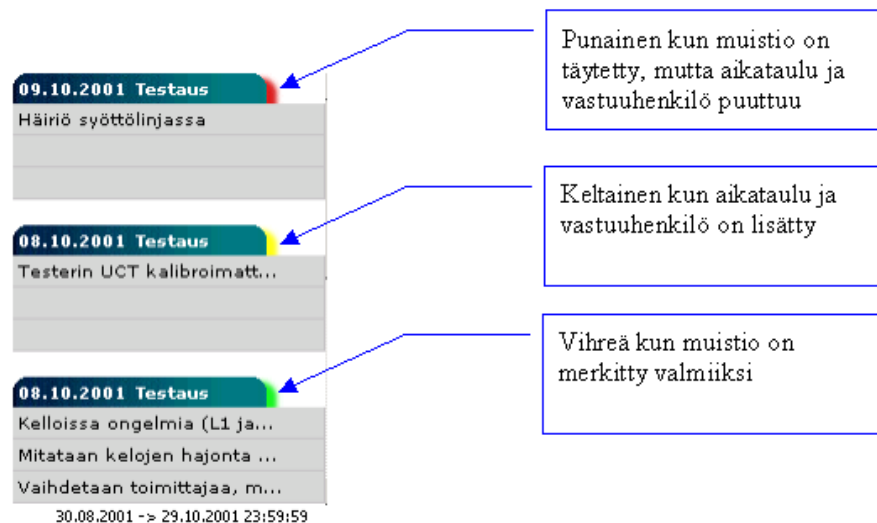 Punainen kun muistio on
täytetty, mutta aikataulu ja
vastuuhenkilö puuttuu
09.10.2001 Testaus
Häiriö syöttölinjassa
Keltainen kun aikataulu ja
vastuuhenkilö on lisätty
08.10.2001 Testaus
Testerin UCT kalibroimatt...
Vihreä kun muistio on
merkitty valmiiksi
08.10.2001 Testaus
Kelloissa ongelmia (L1 ja...
Mitataan kelojen hajonta ...
Vaihdetaan toimittajaa, m...
30.08.2001 -> 29.10.2001 23:59:59